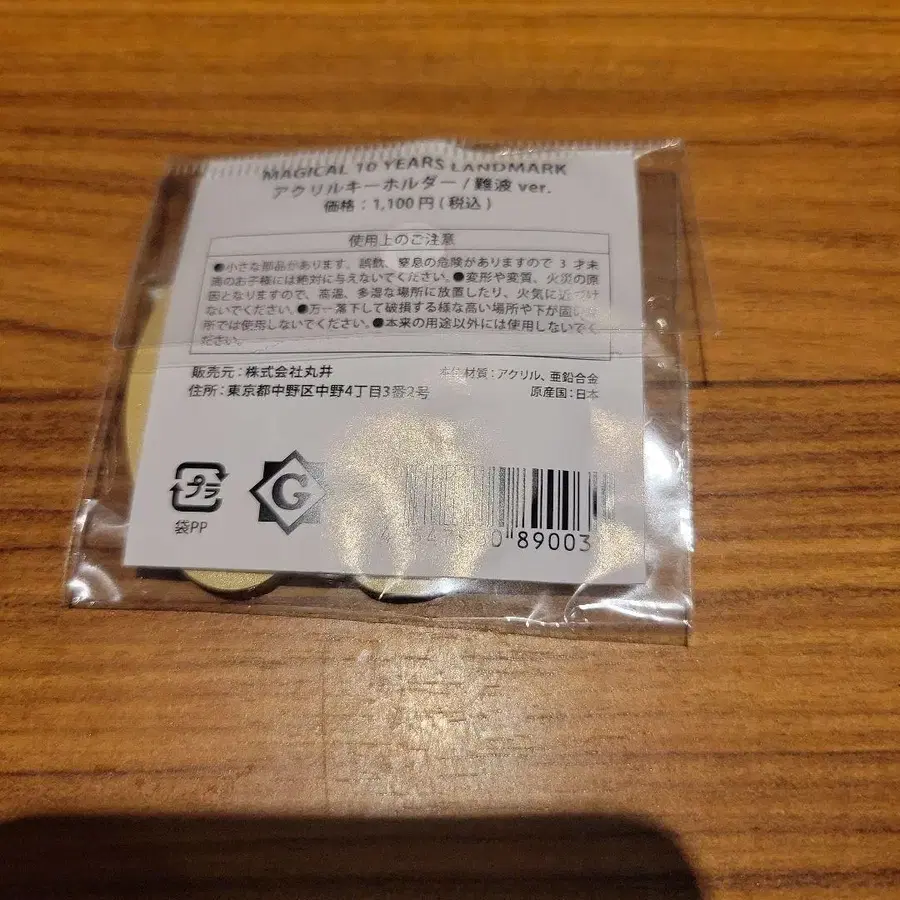 MAGICAL 10 YEARS LANDMARK
アクリルキーホルダー / 難波 ver.
価格 : 1,100 円 ( 税込 )
使用上のご注意
●小さな部品があります。誤飲、窒息の危険がありますので 3 才未
満のお子様には絶対に与えないでください。●変形や変質、火災の原
因となりますので、高温、多湿な場所に放置したり、火気に近づけ
ないでください。●万一落下して破損する様な高い場所や下が固い
所では使用しないでください。●本来の用途以外には使用しないでく
ださい。
販売元 : 株式会社丸井
住所 : 東京都中野区中野4丁目3番2号
本体材質 : アクリル、亜鉛合金
原産国 : 日本
プラ
袋PP
G
89003